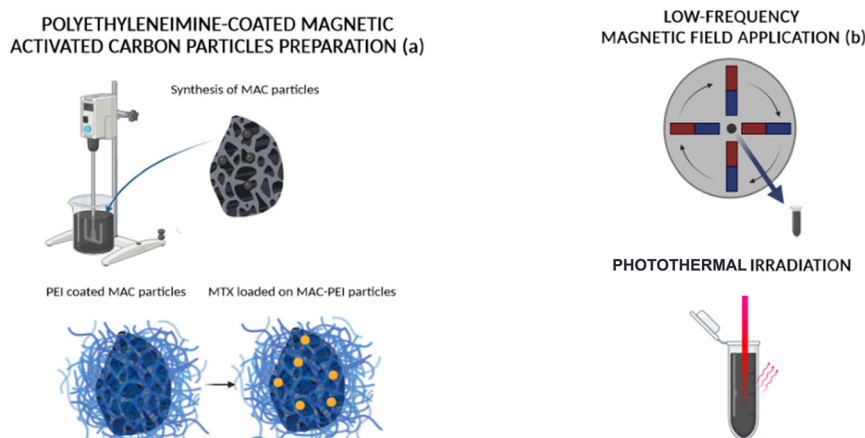 POLYETHYLENEIMINE-COATED MAGNETIC
ACTIVATED CARBON PARTICLES PREPARATION (a)
Synthesis of MAC particles
PEI coated MAC particles
MTX loaded on MAC-PEI particles
LOW-FREQUENCY
MAGNETIC FIELD APPLICATION (b)
PHOTOTHERMAL IRRADIATION